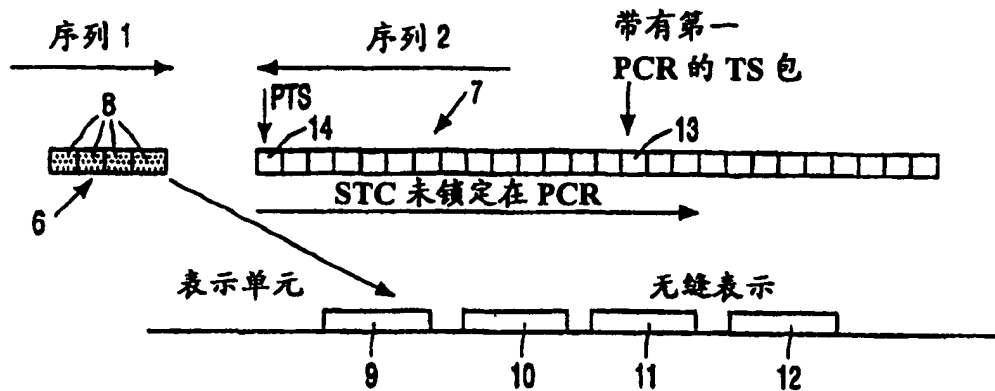 序列 1
序列 2
带有第一
PCR 的 TS 包
8
PTS
14
7
13
6
STC 未锁定在 PCR
表示单元
无缝表示
9
10
11
12